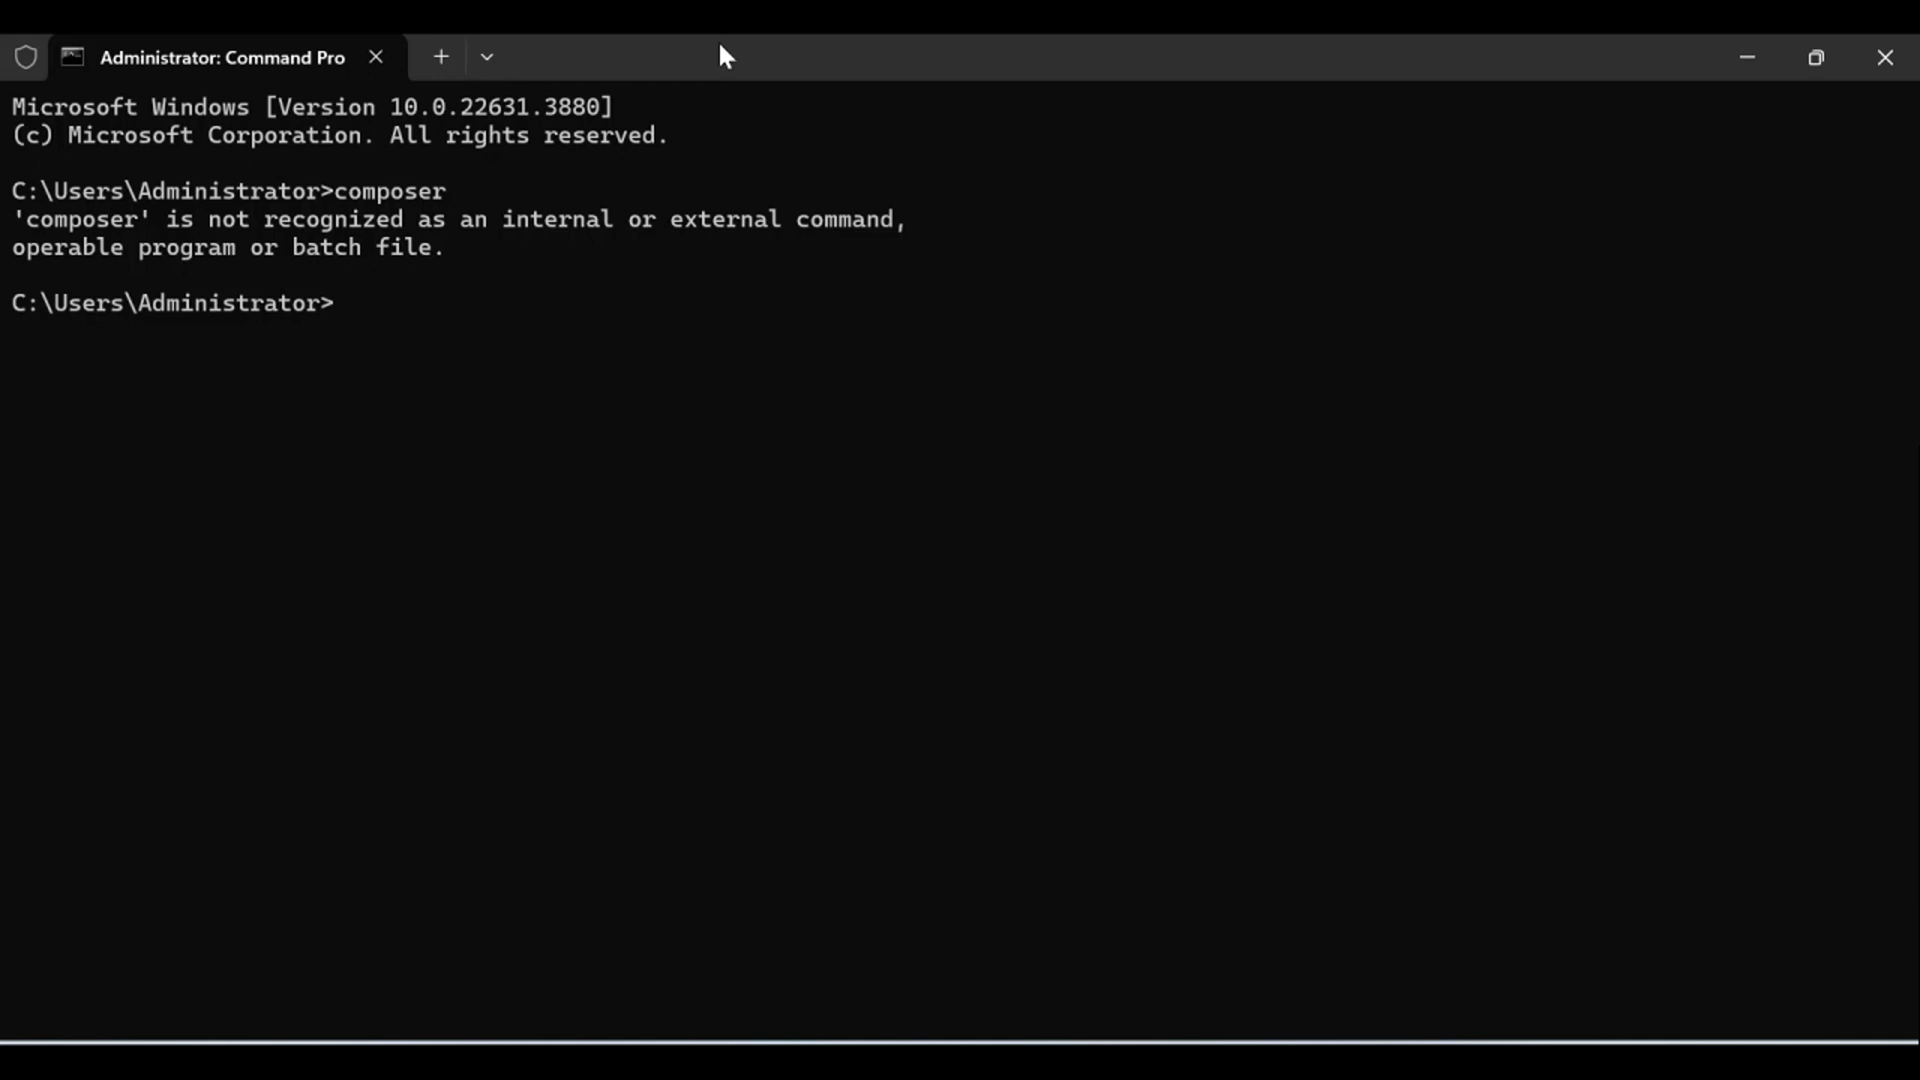 Administrator: Command Pro
Microsoft Windows [Version 10.0.22631.3880]
(c) Microsoft Corporation. All rights reserved.
C:\Users\Administrator>composer
'composer' is not recognized as an internal or external command,
operable program or batch file.
C:\Users\Administrator>